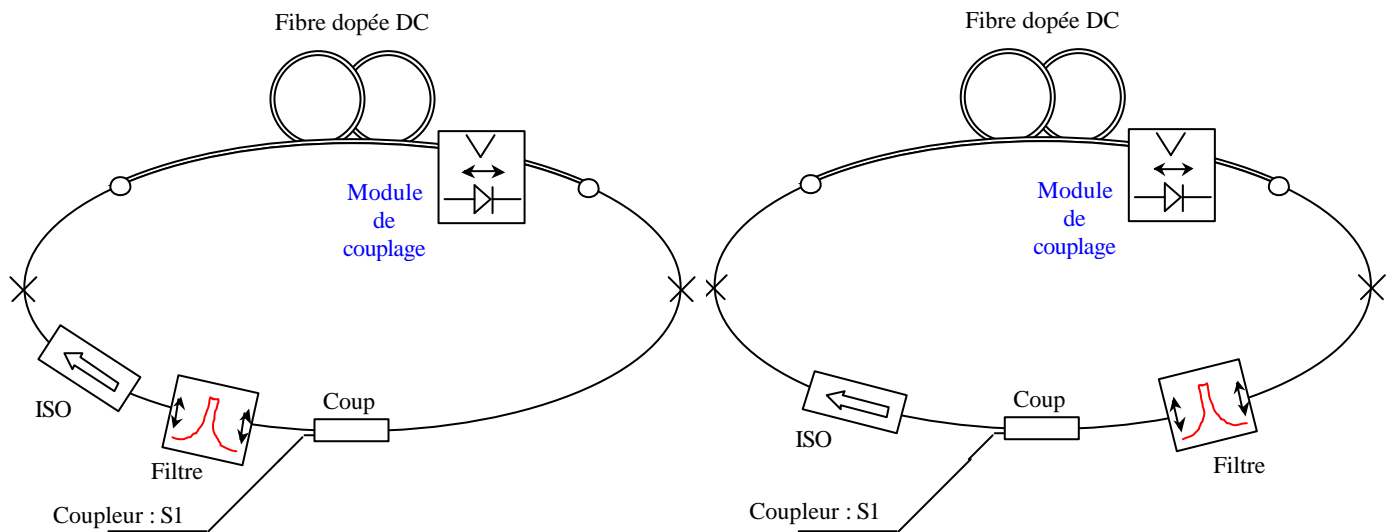 Fibre dopée DC
Module
de
couplage
ISO
Filtre
Coup
Coupleur : S1
Fibre dopée DC
Module
de
couplage
ISO
Coup
Filtre
Coupleur : S1